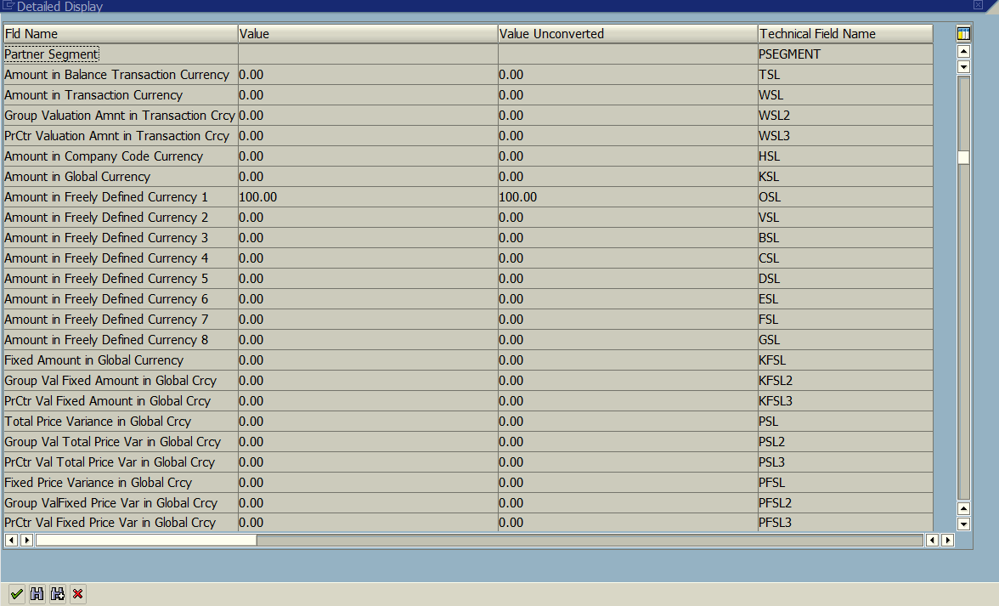 Detailed Display
Fld Name Value Value Unconverted Technical Field Name
Partner Segment PSEGMENT
Amount in Balance Transaction Currency 0.00 0.00 TSL
Amount in Transaction Currency 0.00 0.00 WSL
Group Valuation Amnt in Transaction Crcy 0.00 0.00 WSL2
PrCtr Valuation Amnt in Transaction Crcy 0.00 0.00 WSL3
Amount in Company Code Currency 0.00 0.00 HSL
Amount in Global Currency 0.00 0.00 KSL
Amount in Freely Defined Currency 1 100.00 100.00 OSL
Amount in Freely Defined Currency 2 0.00 0.00 VSL
Amount in Freely Defined Currency 3 0.00 0.00 BSL
Amount in Freely Defined Currency 4 0.00 0.00 CSL
Amount in Freely Defined Currency 5 0.00 0.00 DSL
Amount in Freely Defined Currency 6 0.00 0.00 ESL
Amount in Freely Defined Currency 7 0.00 0.00 FSL
Amount in Freely Defined Currency 8 0.00 0.00 GSL
Fixed Amount in Global Currency 0.00 0.00 KFSL
Group Val Fixed Amount in Global Crcy 0.00 0.00 KFSL2
PrCtr Val Fixed Amount in Global Crcy 0.00 0.00 KFSL3
Total Price Variance in Global Crcy 0.00 0.00 PSL
Group Val Total Price Var in Global Crcy 0.00 0.00 PSL2
PrCtr Val Total Price Var in Global Crcy 0.00 0.00 PSL3
Fixed Price Variance in Global Crcy 0.00 0.00 PFSL
Group ValFixed Price Var in Global Crcy 0.00 0.00 PFSL2
PrCtr Val Fixed Price Var in Global Crcy 0.00 0.00 PFSL3